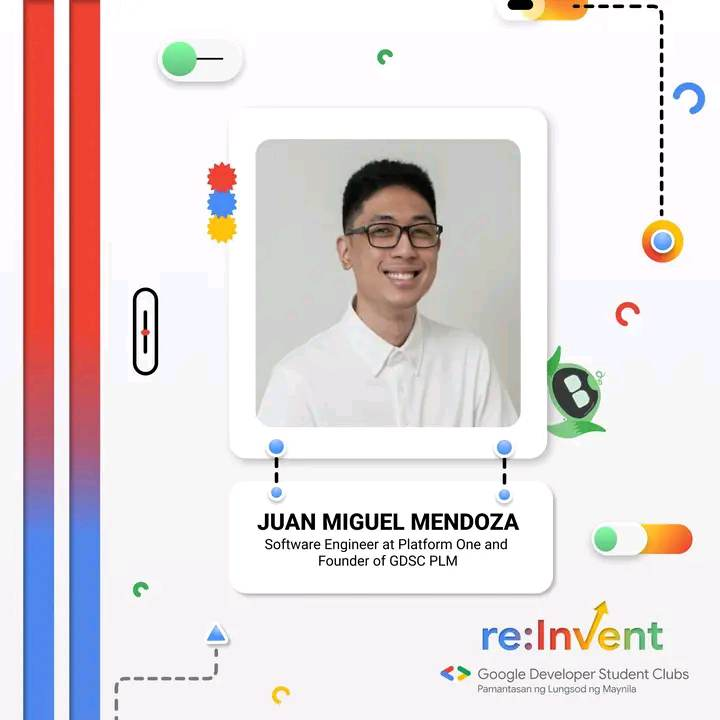 JUAN MIGUEL MENDOZA
Software Engineer at Platform One and
Founder of GDSC PLM
re:Invent
Google Developer Student Clubs
Pamantasan ng Lungsod ng Maynila